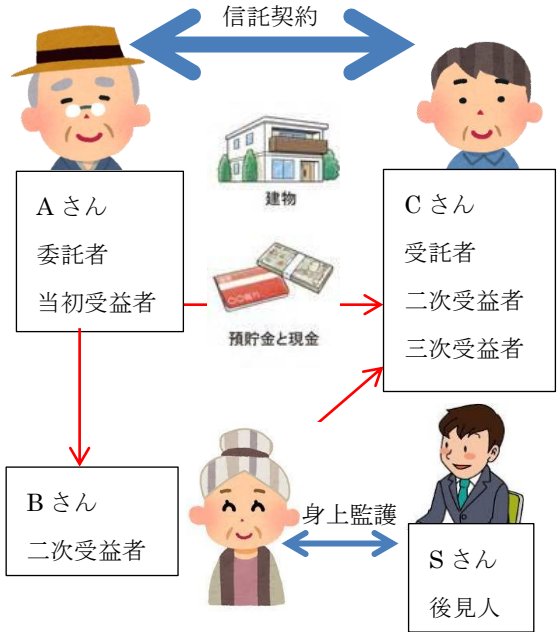 信託契約
建物
Aさん
委託者
当初受益者
Cさん
受託者
二次受益者
三次受益者
預貯金と現金
Bさん
二次受益者
身上監護
Sさん
後見人